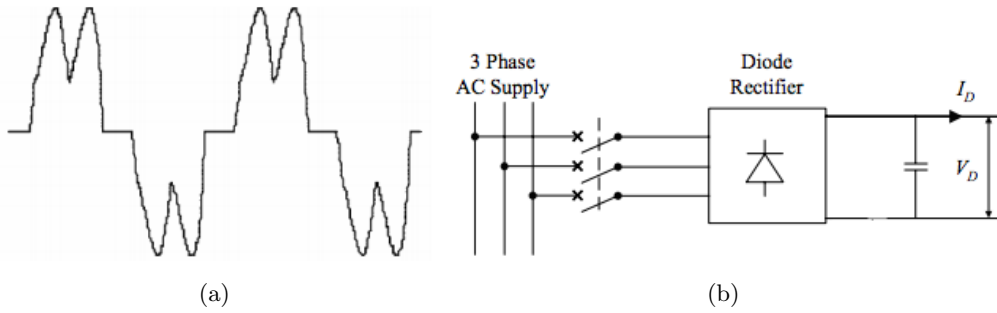 3 Phase
AC Supply
Diode
Rectifier
I_D
V_D
(a)
(b)